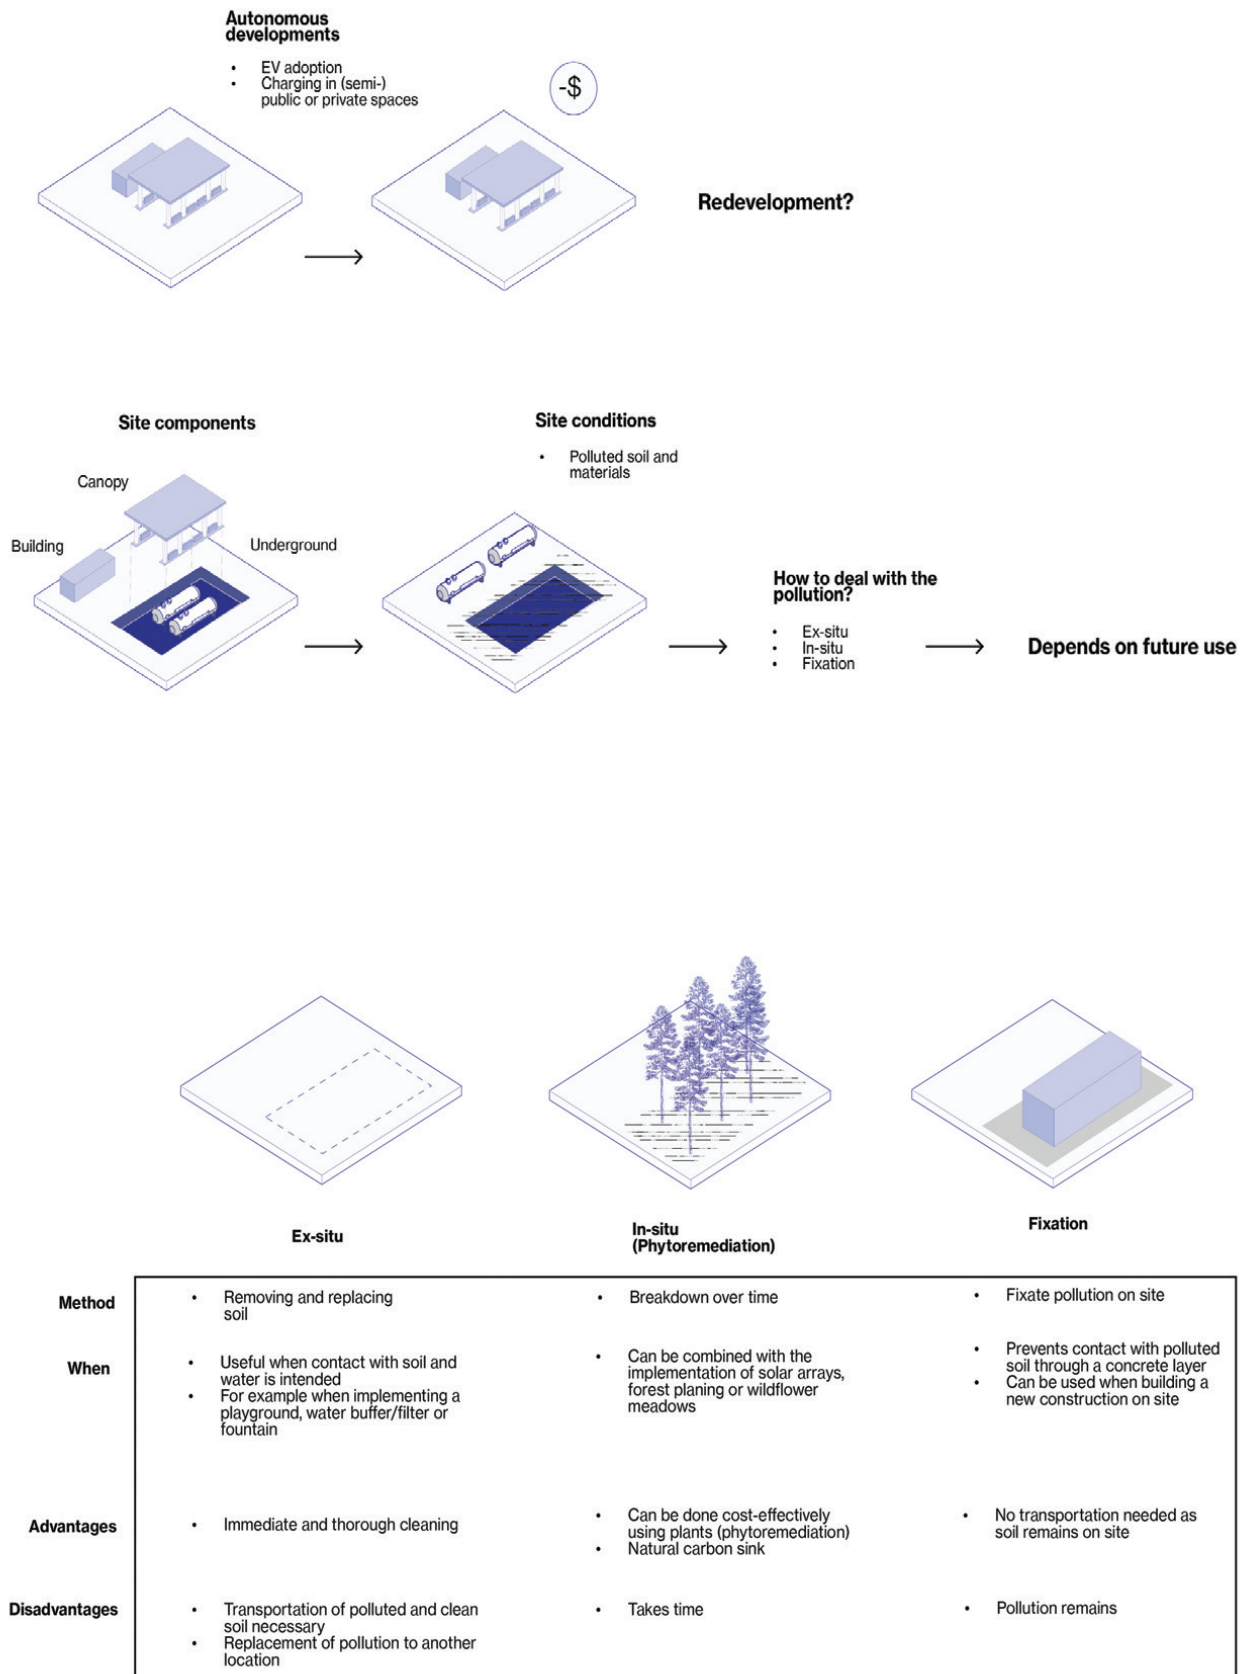 Autonomous
developments
• EV adoption
• Charging in (semi-)
public or private spaces
-$
Redevelopment?
Site components
Canopy
Building
Underground
Site conditions
• Polluted soil and
materials
How to deal with the
pollution?
• Ex-situ
• In-situ
• Fixation
Depends on future use
Ex-situ
In-situ
(Phytoremediation)
Fixation
Method
• Removing and replacing
soil
• Breakdown over time
• Fixate pollution on site
When
• Useful when contact with soil and
water is intended
• For example when implementing a
playground, water buffer/filter or
fountain
• Can be combined with the
implementation of solar arrays,
forest planing or wildflower
meadows
• Prevents contact with polluted
soil through a concrete layer
• Can be used when building a
new construction on site
Advantages
• Immediate and thorough cleaning
• Can be done cost-effectively
using plants (phytoremediation)
• Natural carbon sink
• No transportation needed as
soil remains on site
Disadvantages
• Transportation of polluted and clean
soil necessary
• Replacement of pollution to another
location
• Takes time
• Pollution remains